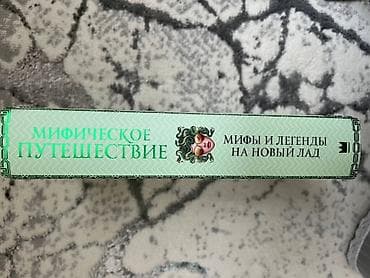 МИФИЧЕСКОЕ
ПУТЕШЕСТВИЕ
МИФЫ И ЛЕГЕНДЫ
НА НОВЫЙ ЛАД